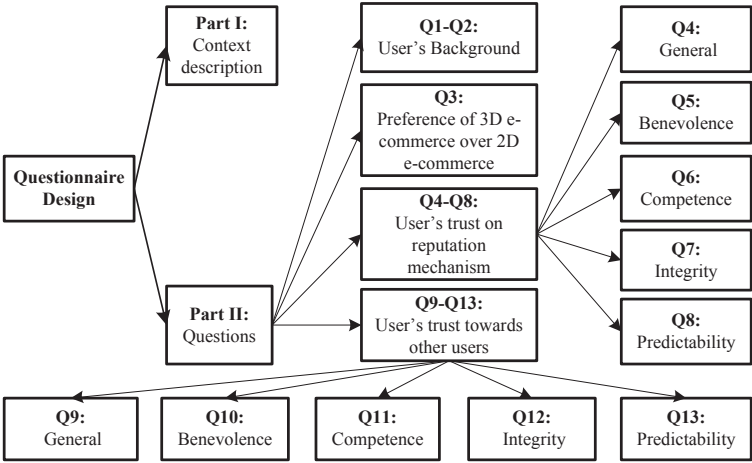 Questionnaire
Design
Part I:
Context
description
Part II:
Questions
Q1-Q2:
User's Background
Q3:
Preference of 3D e-
commerce over 2D
e-commerce
Q4-Q8:
User's trust on
reputation
mechanism
Q9-Q13:
User's trust towards
other users
Q4:
General
Q5:
Benevolence
Q6:
Competence
Q7:
Integrity
Q8:
Predictability
Q9:
General
Q10:
Benevolence
Q11:
Competence
Q12:
Integrity
Q13:
Predictability